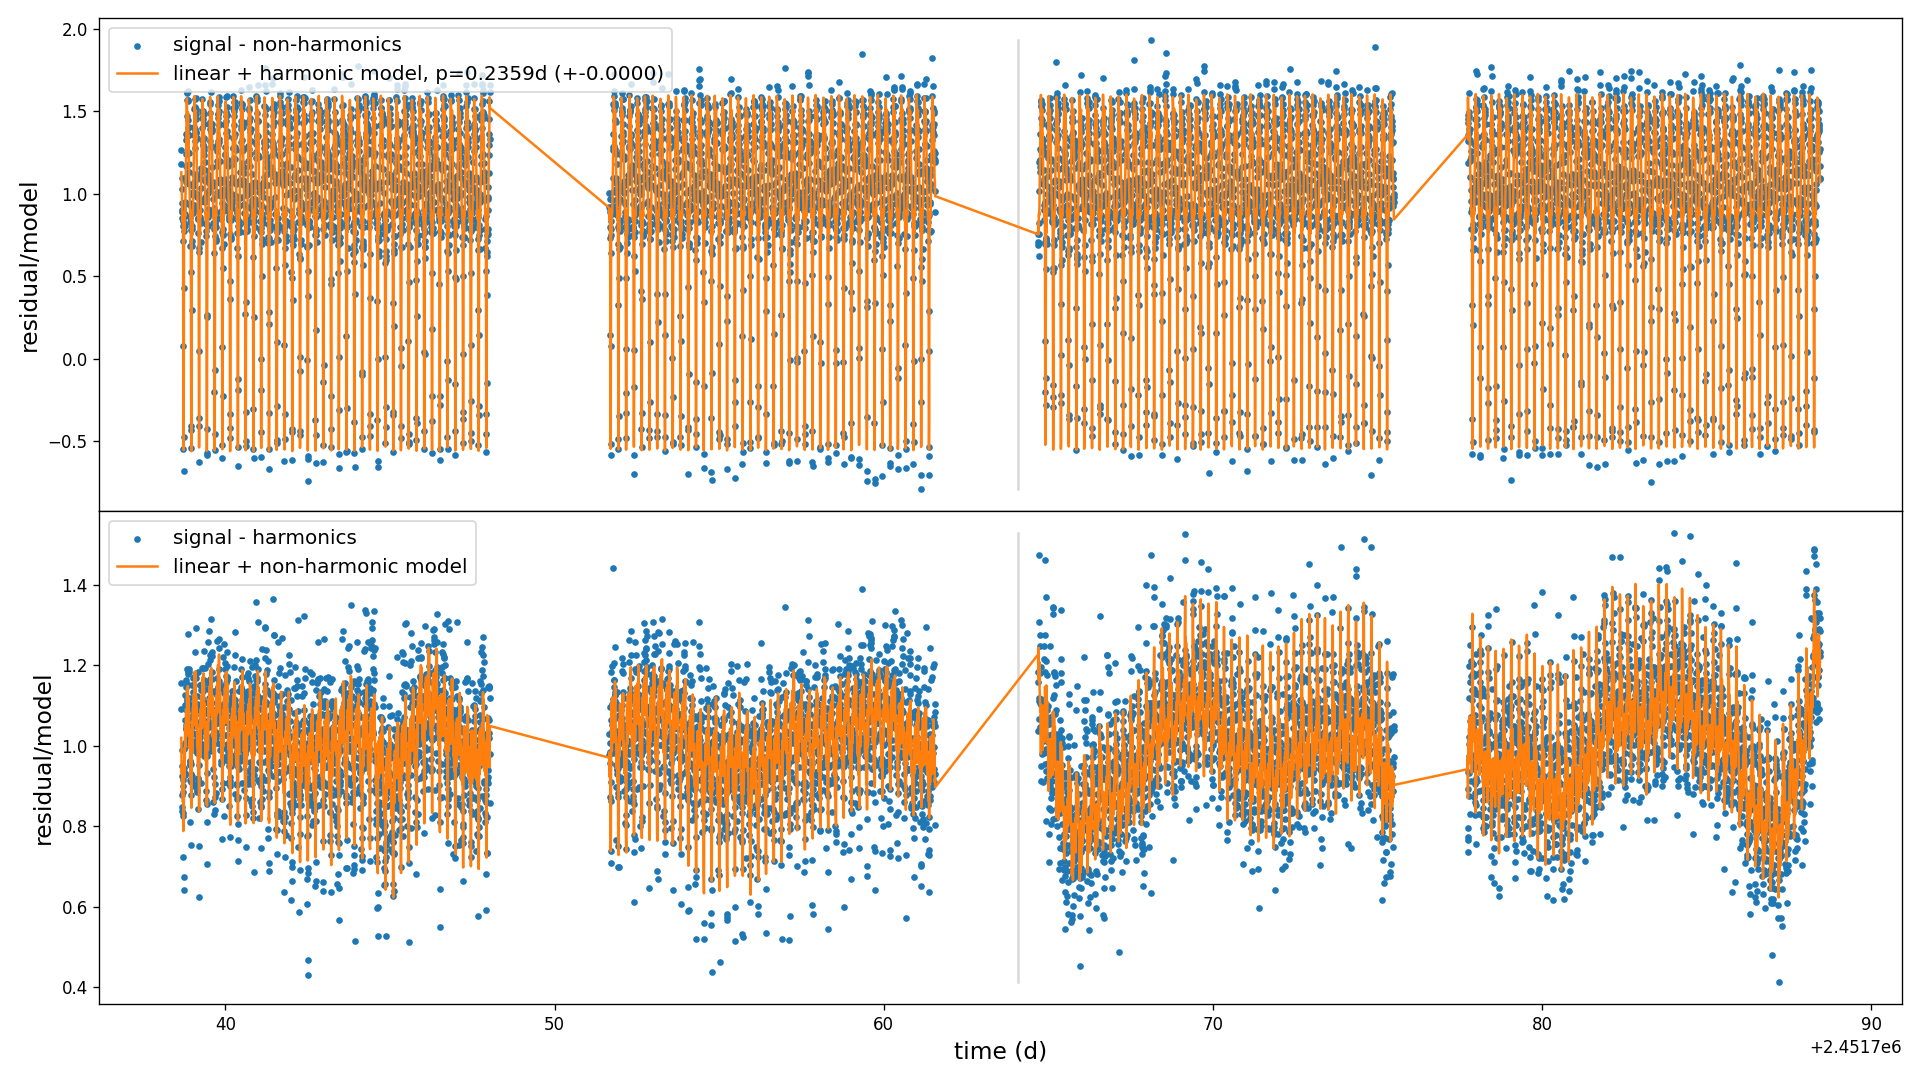 signal - non-harmonics
linear + harmonic model, p=0.2359d (+-0.0000)
2.0
1.5
1.0
0.5
0.0
−0.5
residual/model
signal - harmonics
linear + non-harmonic model
1.4
1.2
1.0
0.8
0.6
0.4
residual/model
40 50 60 70 80 90
time (d)
+2.4517e6